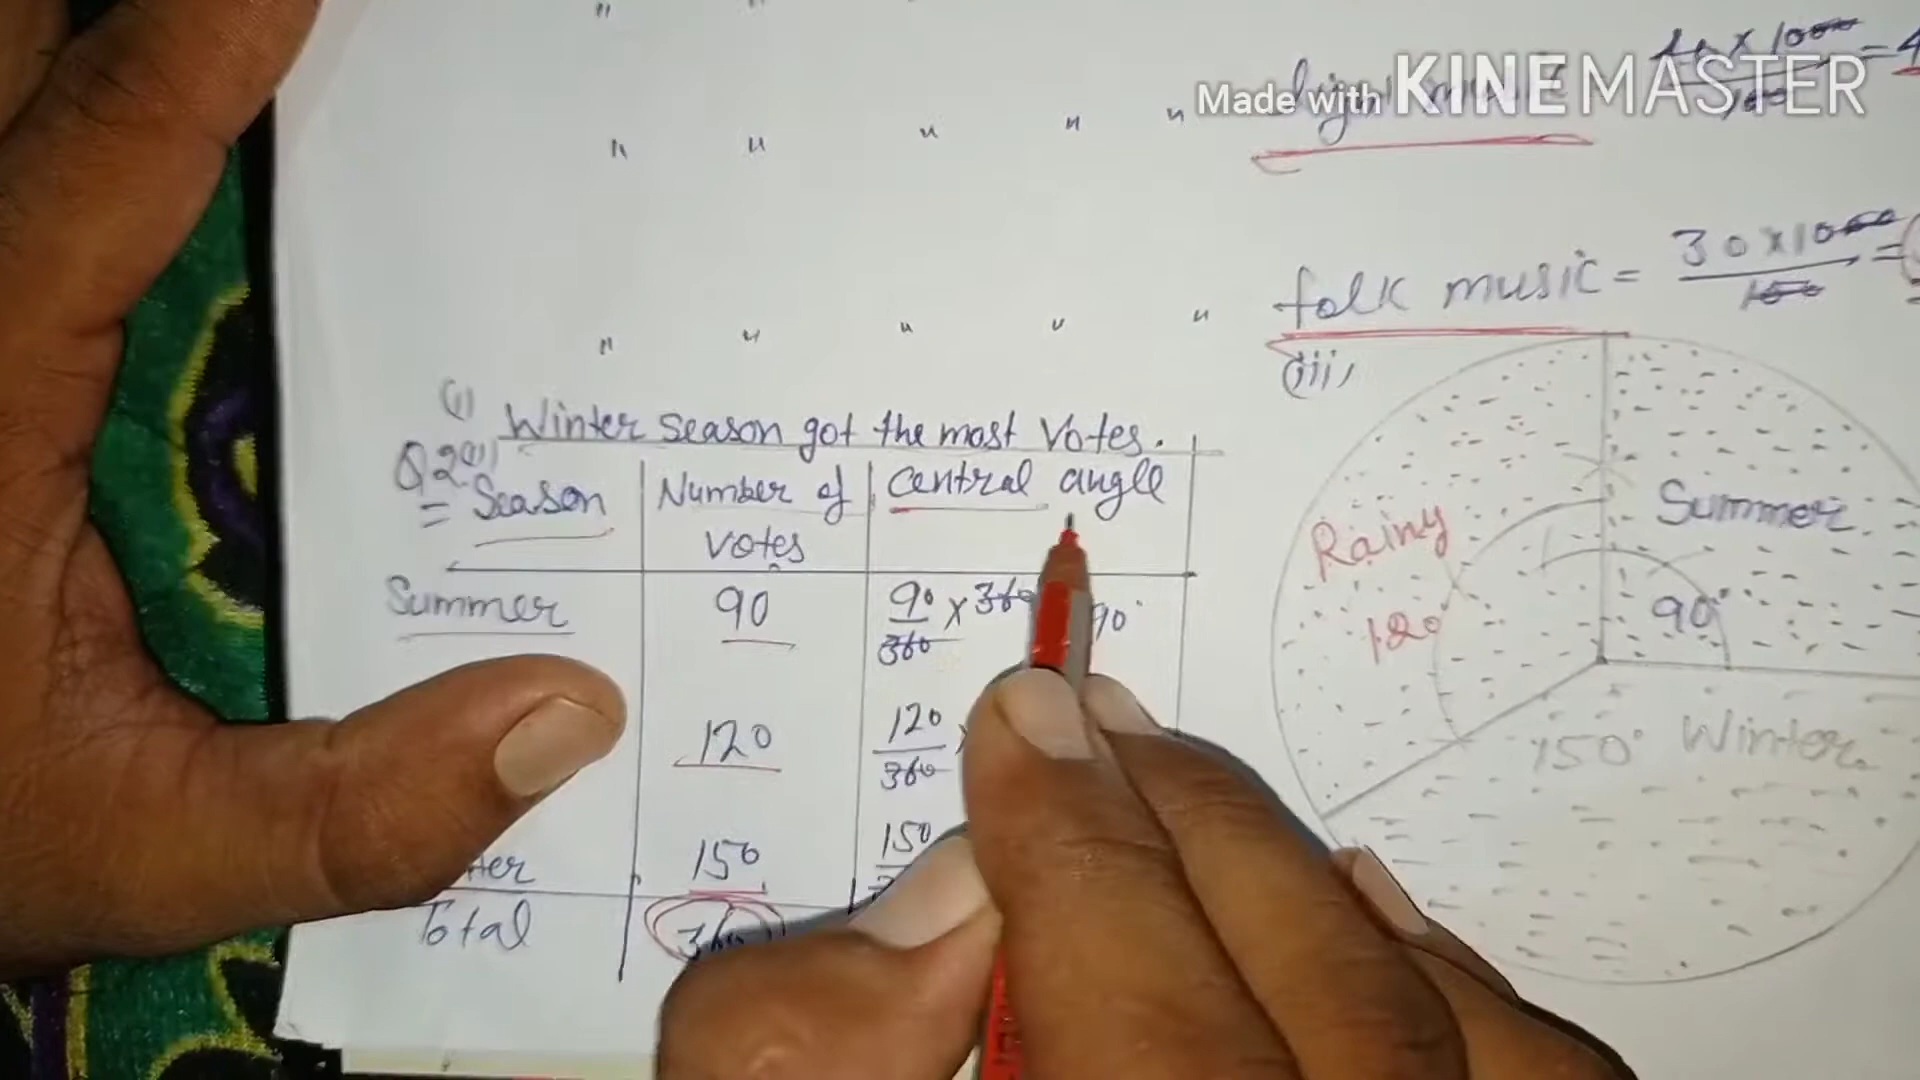 Made with KINEMASTER
folk music = 30 x 1000 =
150
(iii)
(i) Winter season got the most Votes.
Q2(ii)
= Season Number of votes central angle
Summer 90 90/360 x 360 90°
120 120/360
150 150
Total 360
Rainy
120
Summer
90°
150° Winter